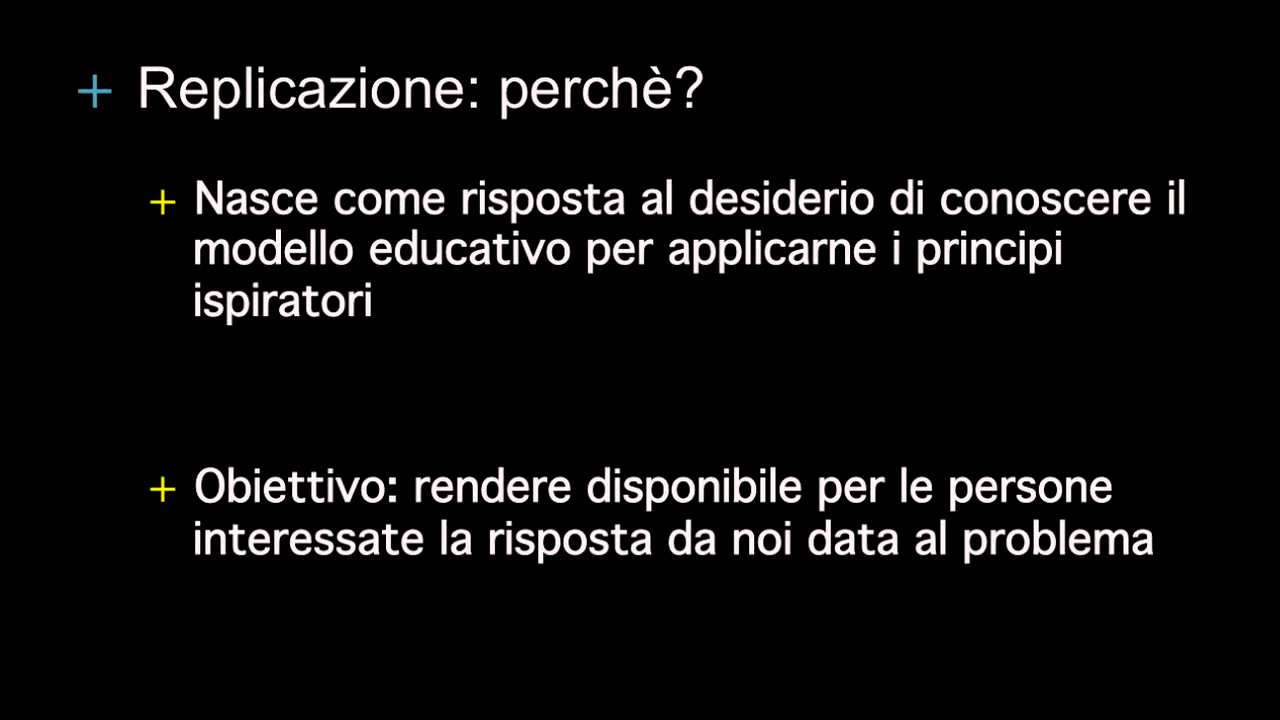 + Replicazione: perchè?
+ Nasce come risposta al desiderio di conoscere il
modello educativo per applicarne i principi
ispiratori
+ Obiettivo: rendere disponibile per le persone
interessate la risposta da noi data al problema